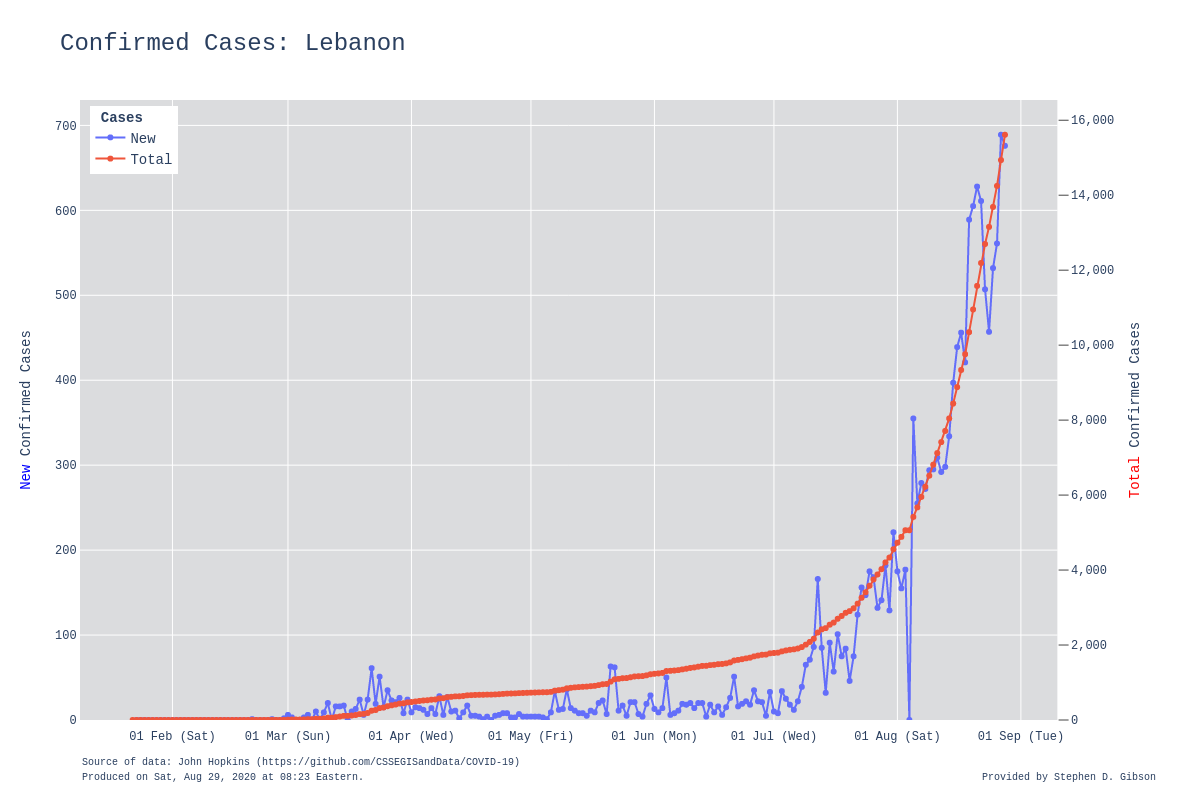 Confirmed Cases: Lebanon
Cases
New
Total
700
600
500
400
300
200
100
0
16,000
14,000
12,000
10,000
8,000
6,000
4,000
2,000
0
New Confirmed Cases
Total Confirmed Cases
01 Feb (Sat) 01 Mar (Sun) 01 Apr (Wed) 01 May (Fri) 01 Jun (Mon) 01 Jul (Wed) 01 Aug (Sat) 01 Sep (Tue)
Source of data: John Hopkins (https://github.com/CSSEGISandData/COVID-19)
Produced on Sat, Aug 29, 2020 at 08:23 Eastern.
Provided by Stephen D. Gibson